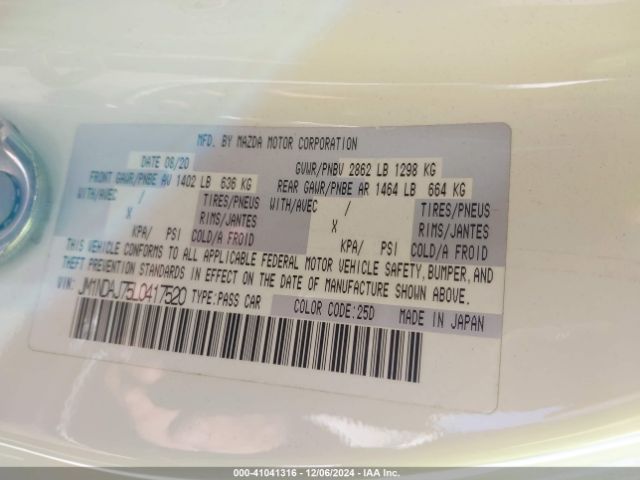 MFD. BY MAZDA MOTOR CORPORATION
DATE 08/20 GVWR/PNBV 2862 LB 1298 KG
FRONT GAWR/PNBE AV 1402 LB 636 KG REAR GAWR/PNBE AR 1464 LB 664 KG
WITH/AVEC / TIRES/PNEUS WITH/AVEC / TIRES/PNEUS
X RIMS/JANTES X RIMS/JANTES
KPA/ PSI COLD/A FROID KPA/ PSI COLD/A FROID
THIS VEHICLE CONFORMS TO ALL APPLICABLE FEDERAL MOTOR VEHICLE SAFETY, BUMPER, AND
THEFT PREVENTION STANDARDS IN EFFECT ON THE DATE OF MANUFACTURE SHOWN ABOVE.
VIN: JM1NDAJ75L0417520 TYPE:PASS CAR COLOR CODE:25D MADE IN JAPAN
000-41041316 • 12/06/2024 • IAA Inc.